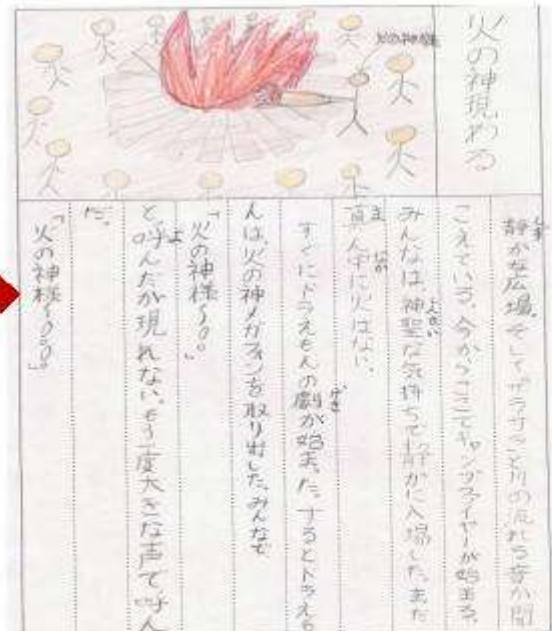 火の神現める
火の神様
静かな広場。そしてサラサラと川の流れる音が聞
こえている。今からここでキャンプファイヤーが始まる。
みんなは神聖な気持ちで静かに入場した。まだ
真ん中に火はない。
すぐにドラえもんの劇が始まった。するとドラえも
んは、火の神メガフォンを取り出した。みんなで
「火の神様〜。」
と、呼んだが現れない。もう一度大きな声で呼ん
だ。
「火の神様〜。」